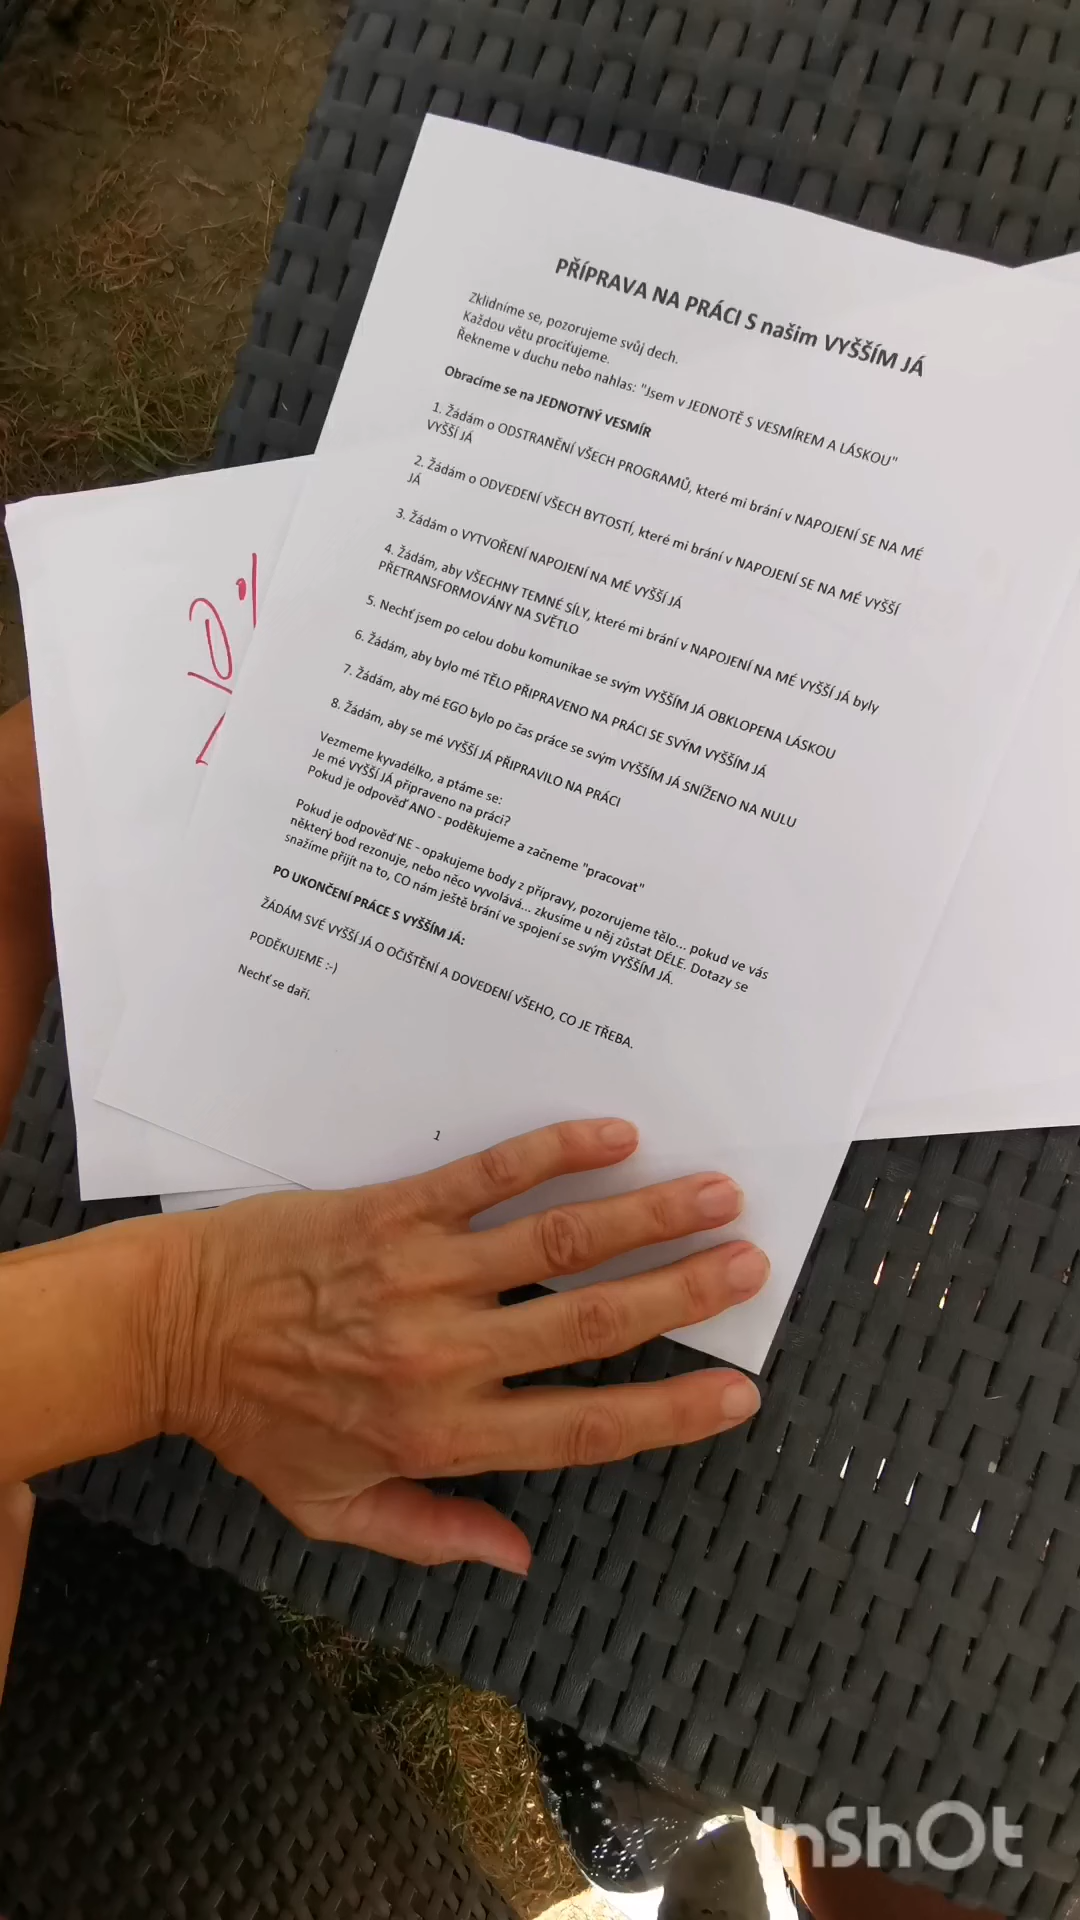 PŘÍPRAVA NA PRÁCI S naším VYŠŠÍM JÁ
Zklidníme se, pozorujeme svůj dech.
Každou větu prociťujeme.
Řekneme v duchu nebo nahlas: "Jsem v JEDNOTĚ S VESMÍREM A LÁSKOU"
Obracíme se na JEDNOTNÝ VESMÍR
1. Žádám o ODSTRANĚNÍ VŠECH PROGRAMŮ, které mi brání v NAPOJENÍ SE NA MÉ
VYŠŠÍ JÁ
2. Žádám o ODVEDENÍ VŠECH BYTOSTÍ, které mi brání v NAPOJENÍ SE NA MÉ VYŠŠÍ
JÁ
3. Žádám o VYTVOŘENÍ NAPOJENÍ NA MÉ VYŠŠÍ JÁ
4. Žádám, aby VŠECHNY TEMNÉ SÍLY, které mi brání v NAPOJENÍ NA MÉ VYŠŠÍ JÁ byly
PŘETRANSFORMOVÁNY NA SVĚTLO
5. Nechť jsem po celou dobu komunikae se svým VYŠŠÍM JÁ OBKLOPENA LÁSKOU
6. Žádám, aby bylo mé TĚLO PŘIPRAVENO NA PRÁCI SE SVÝM VYŠŠÍM JÁ
7. Žádám, aby mé EGO bylo po čas práce se svým VYŠŠÍM JÁ SNÍŽENO NA NULU
8. Žádám, aby se mé VYŠŠÍ JÁ PŘIPRAVILO NA PRÁCI
Vezmeme kyvadélko, a ptáme se:
Je mé VYŠŠÍ JÁ připraveno na práci?
Pokud je odpověď ANO - poděkujeme a začneme "pracovat"
Pokud je odpověď NE - opakujeme body z přípravy, pozorujeme tělo... pokud ve vás
některý bod rezonuje, nebo něco vyvolává... zkusíme u něj zůstat DÉLE. Dotazy se
snažíme přijít na to, CO nám ještě brání ve spojení se svým VYŠŠÍM JÁ.
PO UKONČENÍ PRÁCE S VYŠŠÍM JÁ:
ŽÁDÁM SVÉ VYŠŠÍ JÁ O OČIŠTĚNÍ A DOVEDENÍ VŠEHO, CO JE TŘEBA.
PODĚKUJEME :-)
Nechť se daří.
1
InShOt